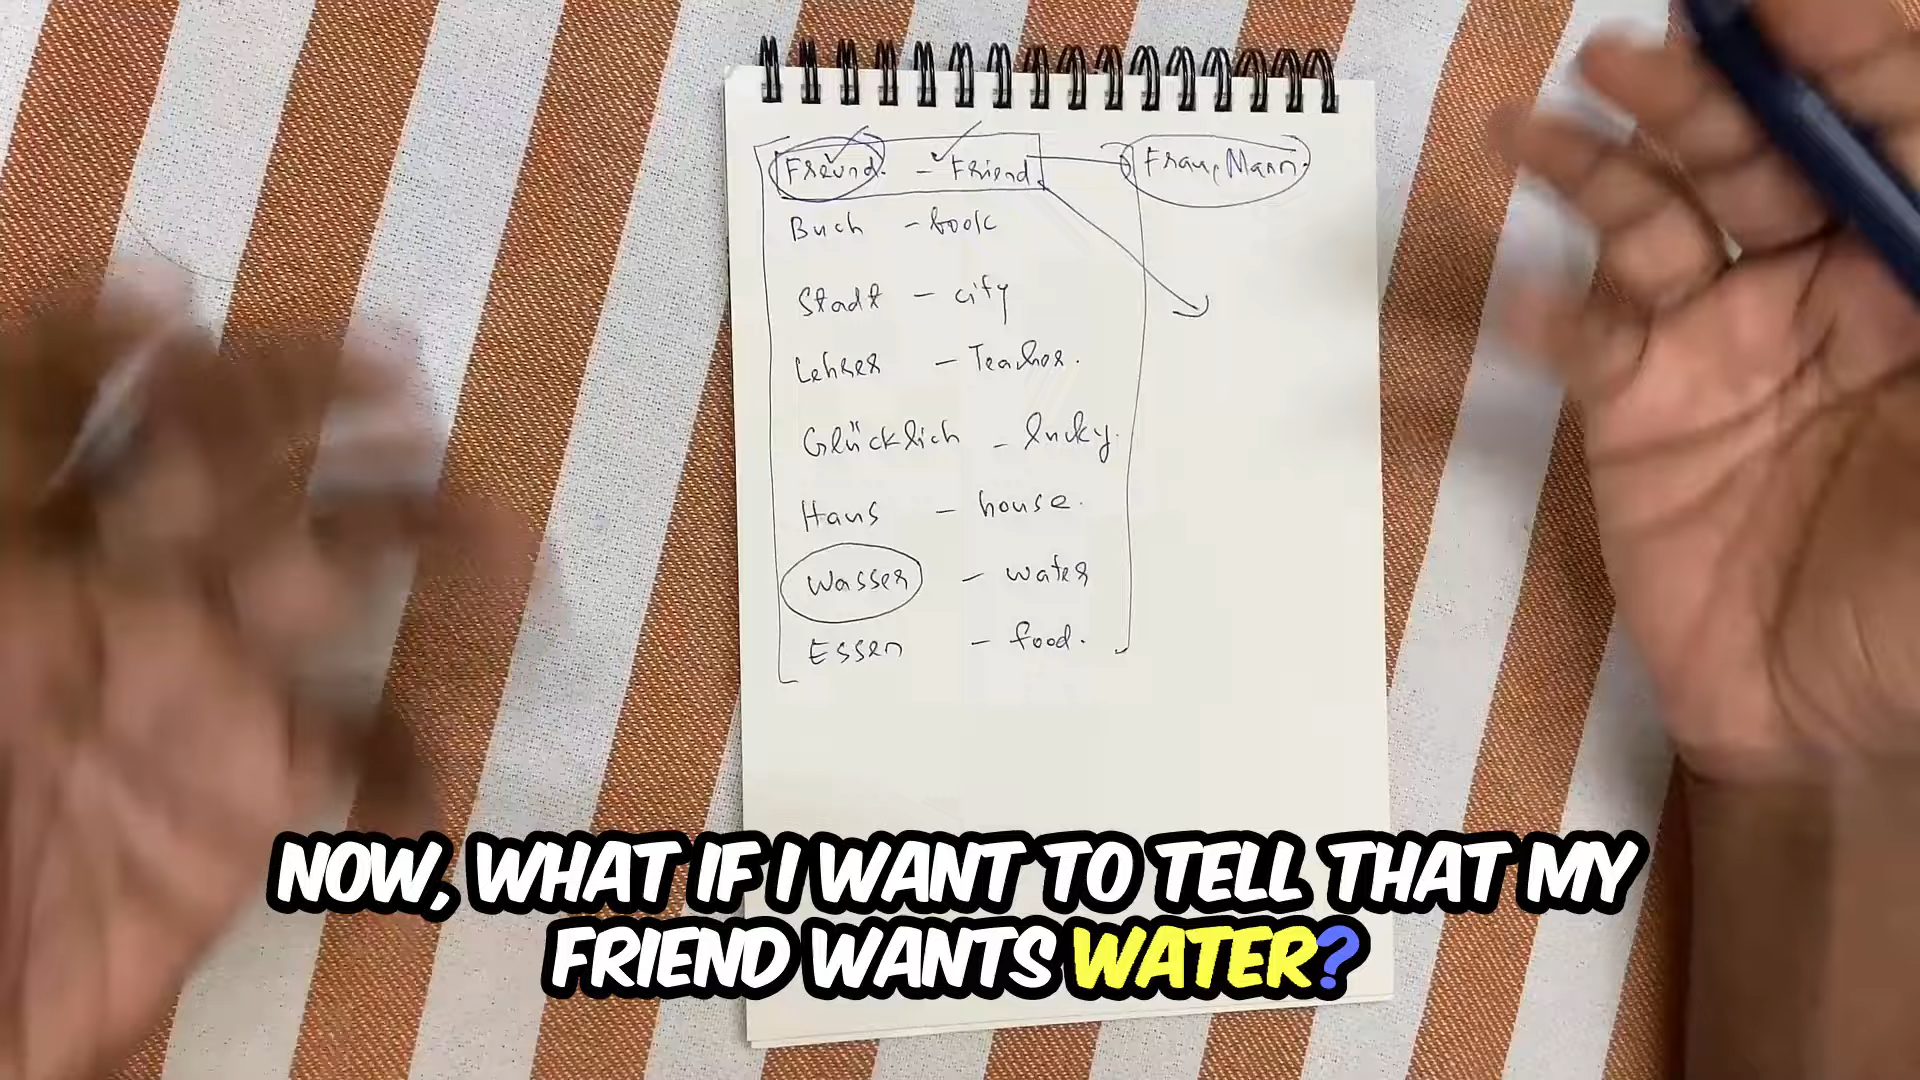 Freund. - Friend. Frau, Mann.
Buch - book
Stadt - city
Lehrer - Teacher.
Glücklich - lucky.
Haus - house.
Wasser - water
Essen - food.
NOW, WHAT IF I WANT TO TELL THAT MY
FRIEND WANTS WATER?